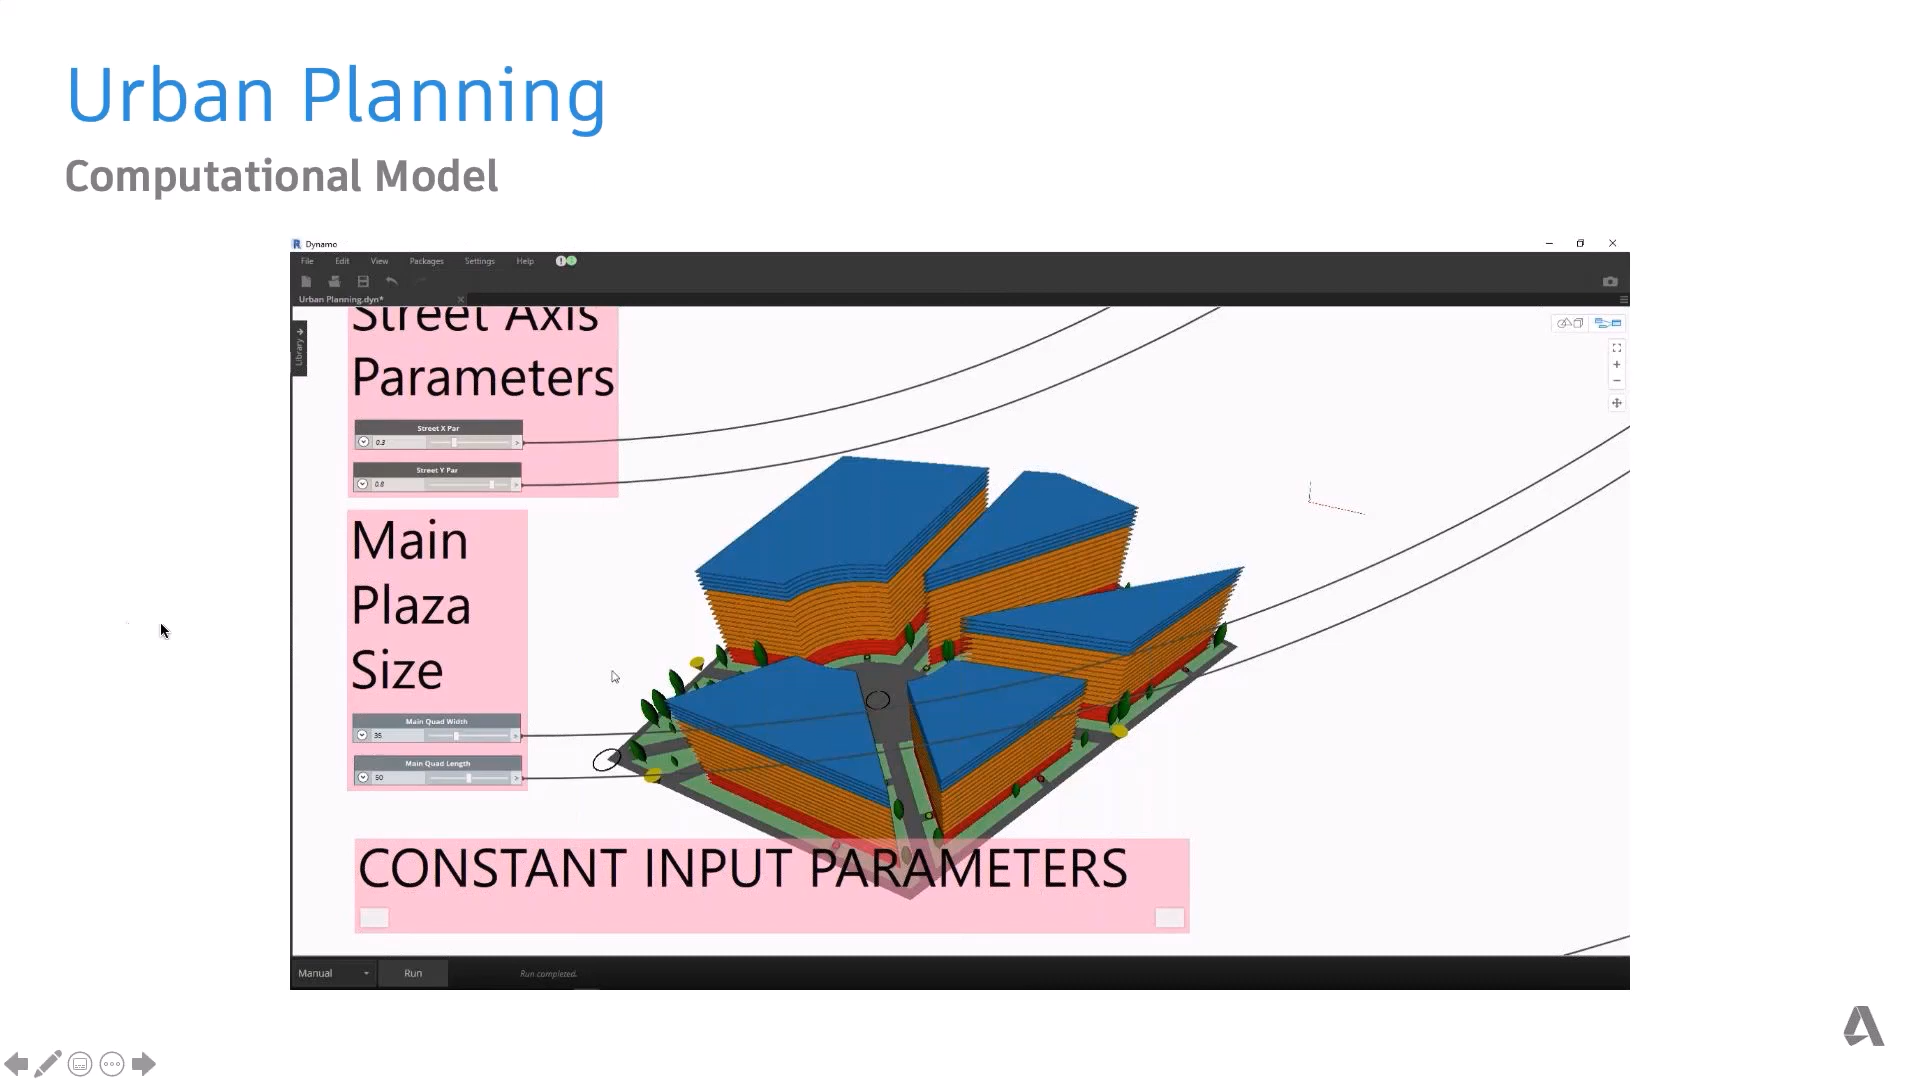 Urban Planning
Computational Model
Dynamo
File Edit View Packages Settings Help
Urban Planning.dyn*
Library
Street Axis
Parameters
Street X Par
0.3
Street Y Par
0.8
Main
Plaza
Size
Main Quad Width
35
Main Quad Length
50
CONSTANT INPUT PARAMETERS
Manual Run Run completed.